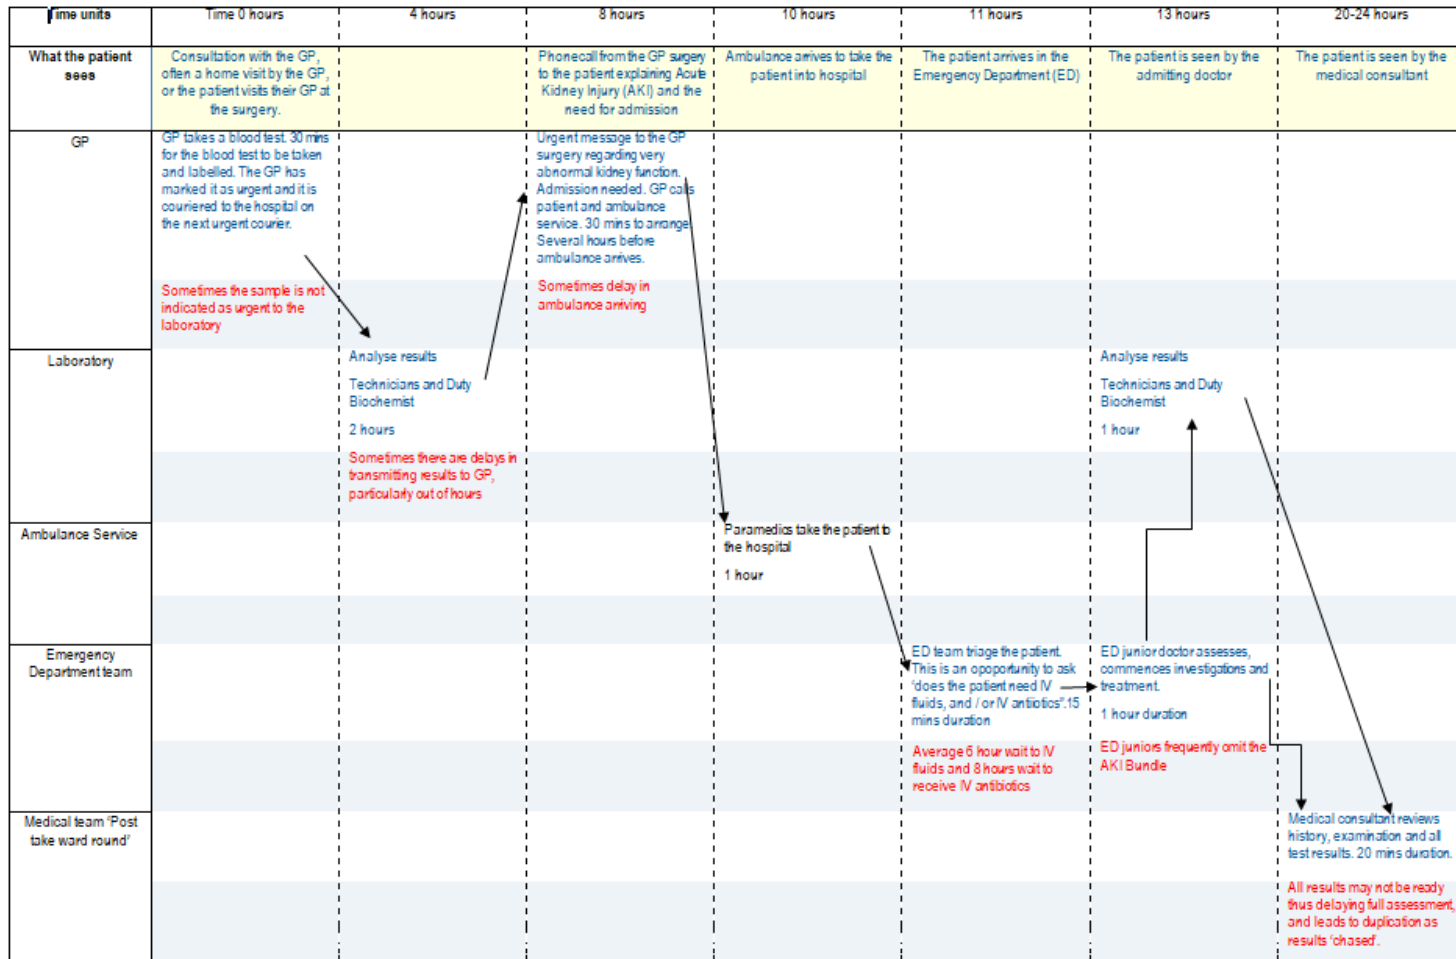 Time units
Time 0 hours
4 hours
8 hours
10 hours
11 hours
13 hours
20-24 hours
What the patient
sees
Consultation with the GP,
often a home visit by the GP,
or the patient visits their GP at
the surgery.
Phonecall from the GP surgery
to the patient explaining Acute
Kidney Injury (AKI) and the
need for admission
Ambulance arrives to take the
patient into hospital
The patient arrives in the
Emergency Department (ED)
The patient is seen by the
admitting doctor
The patient is seen by the
medical consultant
GP
GP takes a blood test. 30 mins
for the blood test to be taken
and labelled. The GP has
marked it as urgent and it is
couriered to the hospital on
the next urgent courier.
Sometimes the sample is not
indicated as urgent to the
laboratory
Urgent message to the GP
surgery regarding very
abnormal kidney function.
Admission needed. GP calls
patient and ambulance
service. 30 mins to arrange
Several hours before
ambulance arrives.
Sometimes delay in
ambulance arriving
Laboratory
Analyse results
Technicians and Duty
Biochemist
2 hours
Sometimes there are delays in
transmitting results to GP,
particularly out of hours
Analyse results
Technicians and Duty
Biochemist
1 hour
Ambulance Service
Paramedics take the patient to
the hospital
1 hour
Emergency
Department team
ED team triage the patient.
This is an opoportunity to ask
'does the patient need IV
fluids, and / or IV antiotics".15
mins duration
Average 6 hour wait to IV
fluids and 8 hours wait to
receive IV antibiotics
ED junior doctor assesses,
commences investigations and
treatment.
1 hour duration
ED juniors frequently omit the
AKI Bundle
Medical team 'Post
take ward round'
Medical consultant reviews
history, examination and all
test results. 20 mins duration.
All results may not be ready
thus delaying full assessment,
and leads to duplication as
results 'chased'.